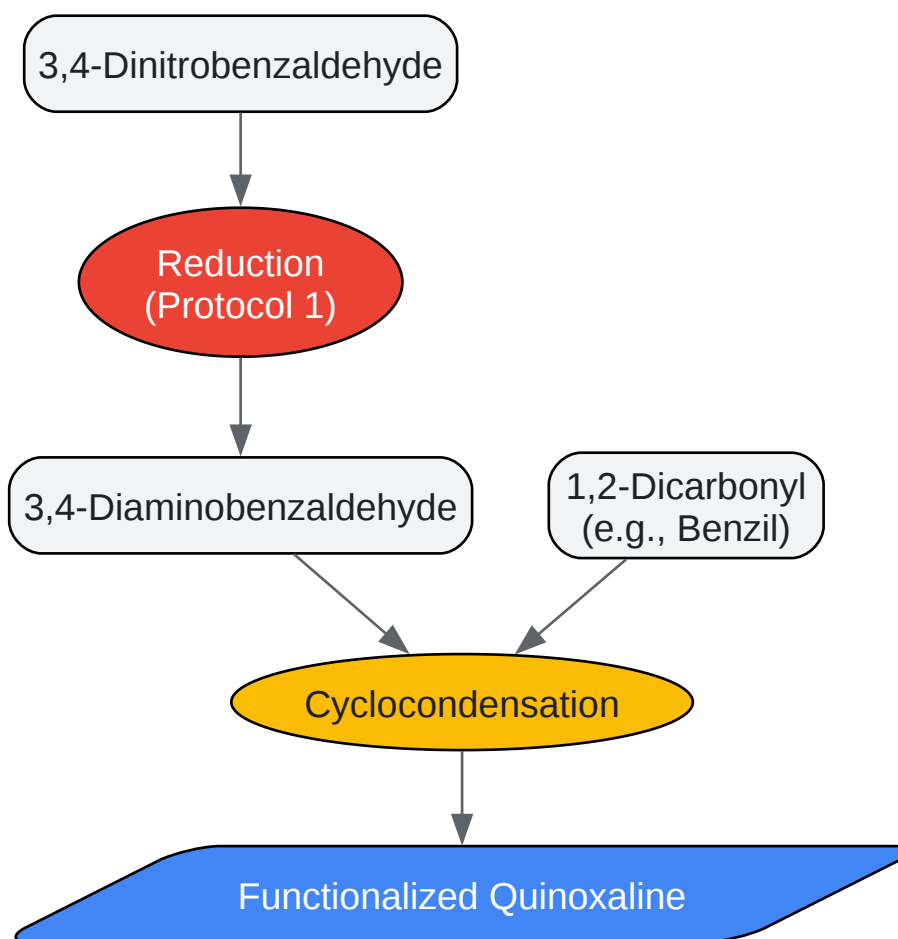 3,4-Dinitrobenzaldehyde
Reduction
(Protocol 1)
3,4-Diaminobenzaldehyde
1,2-Dicarbonyl
(e.g., Benzil)
Cyclocondensation
Functionalized Quinoxaline